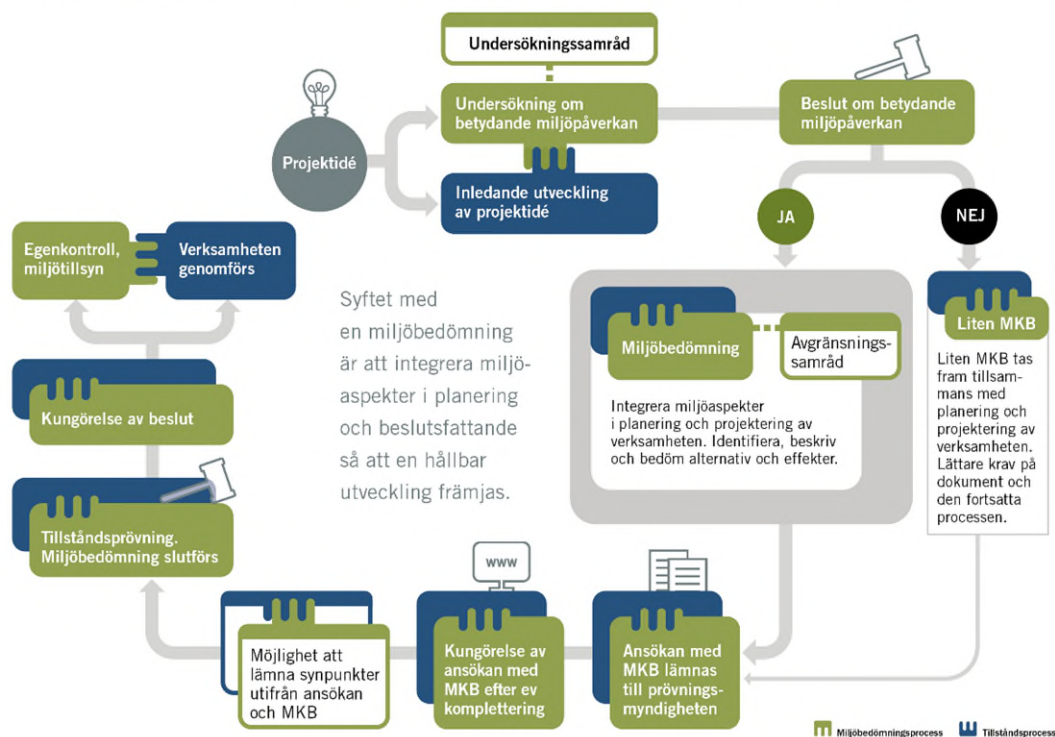 Undersökningssamråd
Undersökning om
betydande miljöpåverkan
Beslut om betydande
miljöpåverkan
Projektidé
Inledande utveckling
av projektidé
JA
NEJ
Egenkontroll,
miljötillsyn
Verksamheten
genomförs
Syftet med
en miljöbedömning
är att integrera miljö-
aspekter i planering
och beslutsfattande
så att en hållbar
utveckling främjas.
Miljöbedömning
Avgränsnings-
samråd
Integrera miljöaspekter
i planering och projektering av
verksamheten. Identifiera, beskriv
och bedöm alternativ och effekter.
Liten MKB
Liten MKB tas
fram tillsam-
mans med
planering och
projektering av
verksamheten.
Lättare krav på
dokument och
den fortsatta
processen.
Kungörelse av beslut
Tillståndsprövning.
Miljöbedömning slutförs
Möjlighet att
lämna synpunkter
utifrån ansökan
och MKB
www
Kungörelse av
ansökan med
MKB efter ev
komplettering
Ansökan med
MKB lämnas
till prövnings-
myndigheten
Miljöbedömningsprocess
Tillståndsprocess